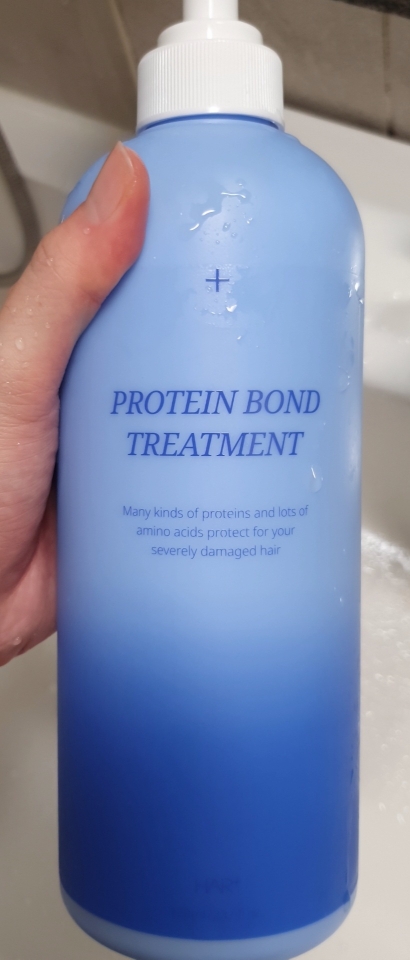 +
PROTEIN BOND
TREATMENT
Many kinds of proteins and lots of
amino acids protect for your
severely damaged hair